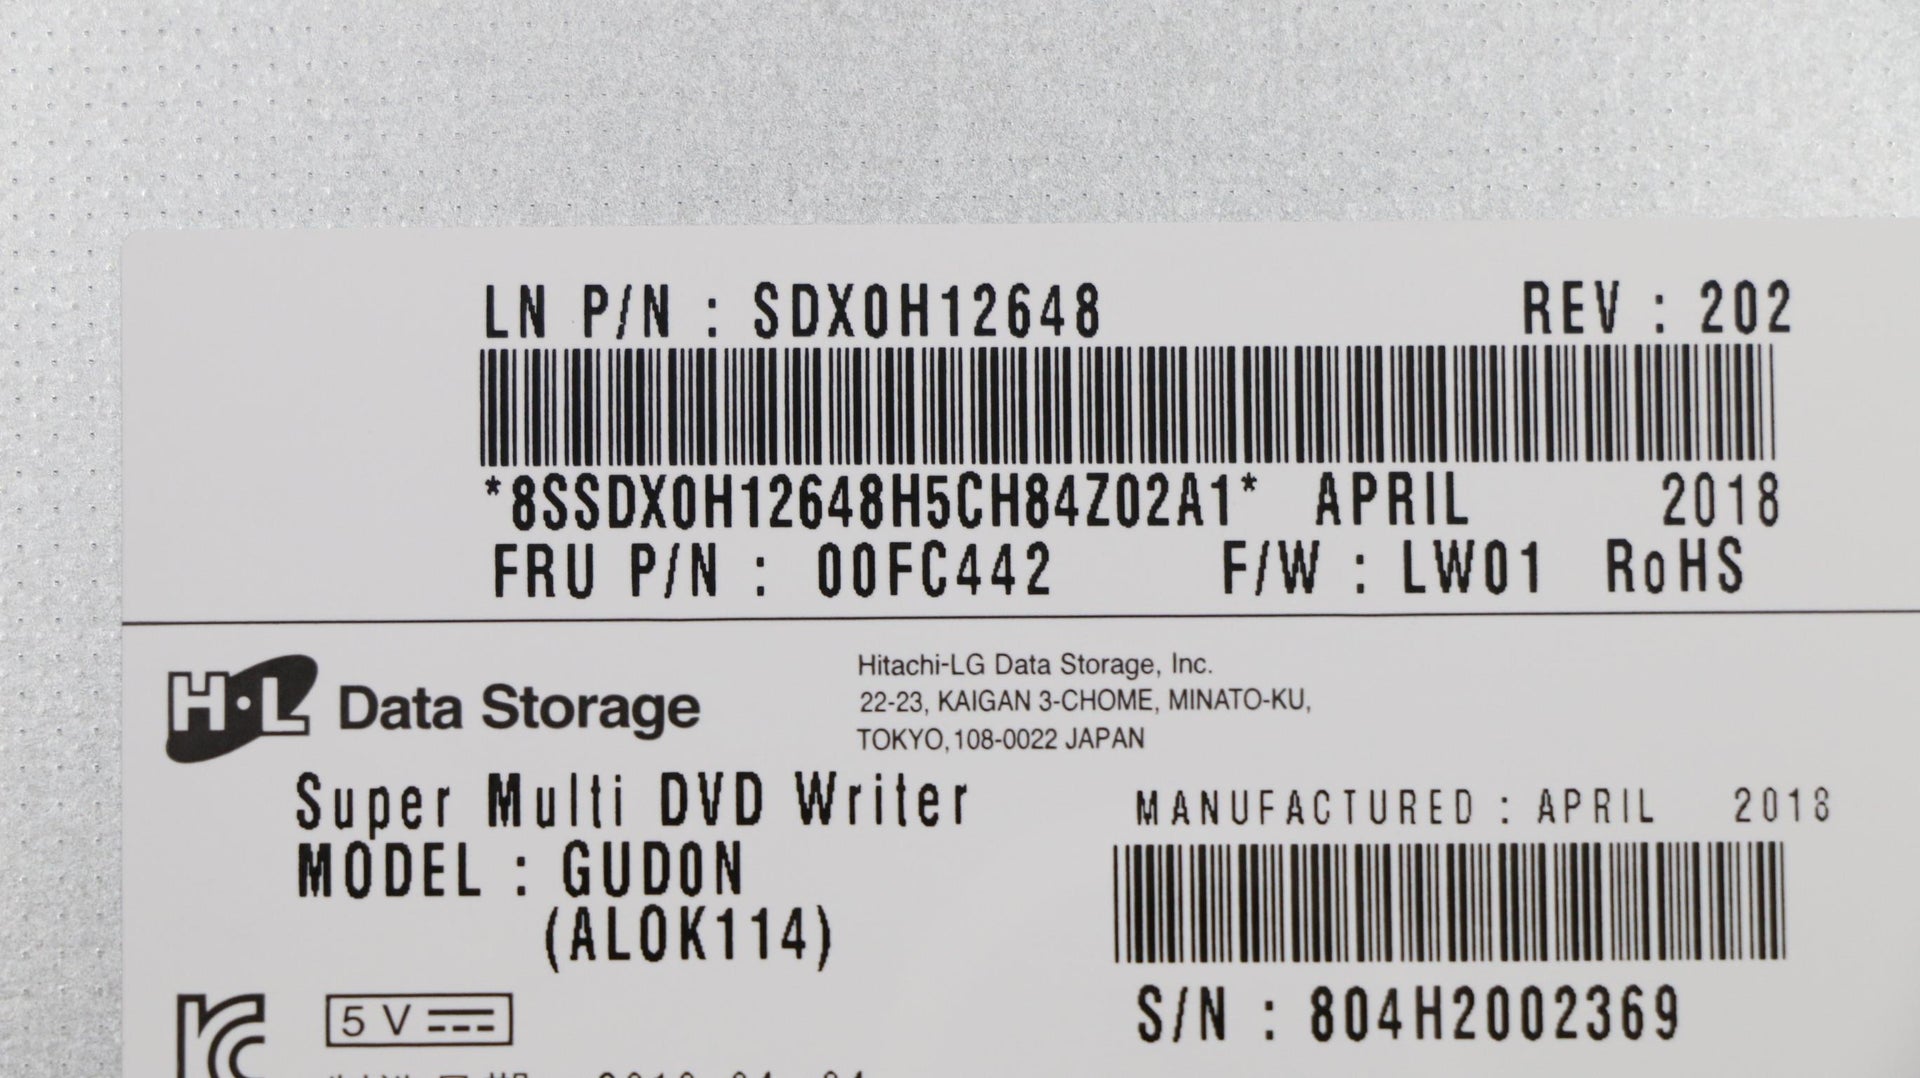 LN P/N : SDX0H12648 REV : 202
*8SSDX0H12648H5CH84Z02A1* APRIL 2018
FRU P/N : 00FC442 F/W : LW01 RoHS
H·L Data Storage
Hitachi-LG Data Storage, Inc.
22-23, KAIGAN 3-CHOME, MINATO-KU,
TOKYO, 108-0022 JAPAN
Super Multi DVD Writer
MANUFACTURED : APRIL 2018
MODEL : GUD0N
(ALOK114)
S/N : 804H2002369
5 V